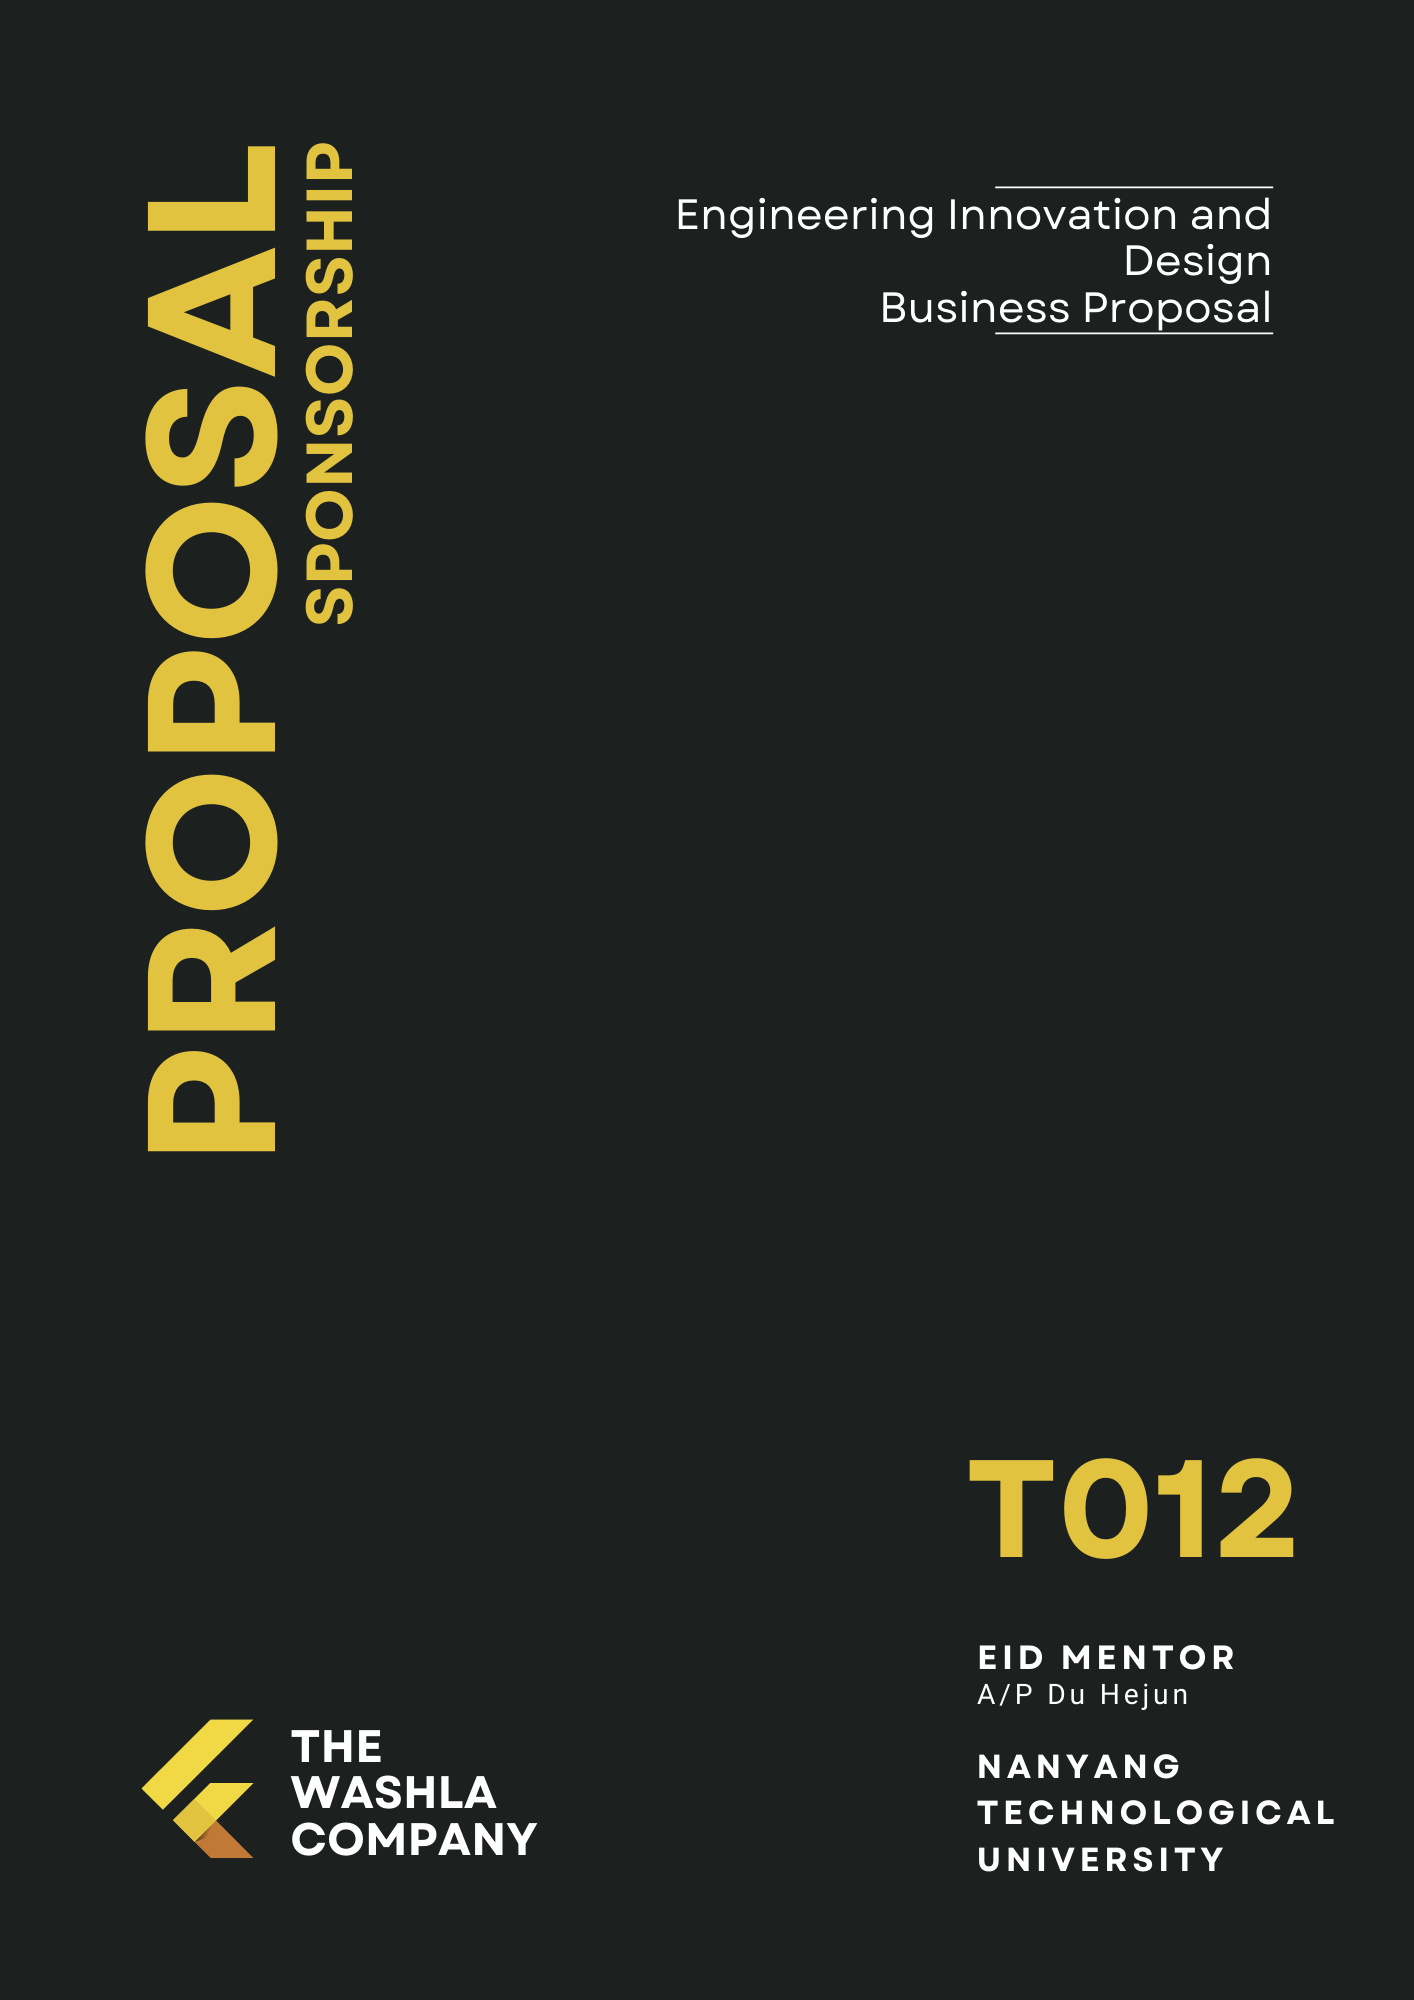 PROPOSAL
SPONSORSHIP
Engineering Innovation and
Design
Business Proposal
T012
EID MENTOR
A/P Du Hejun
NANYANG
TECHNOLOGICAL
UNIVERSITY
THE
WASHLA
COMPANY